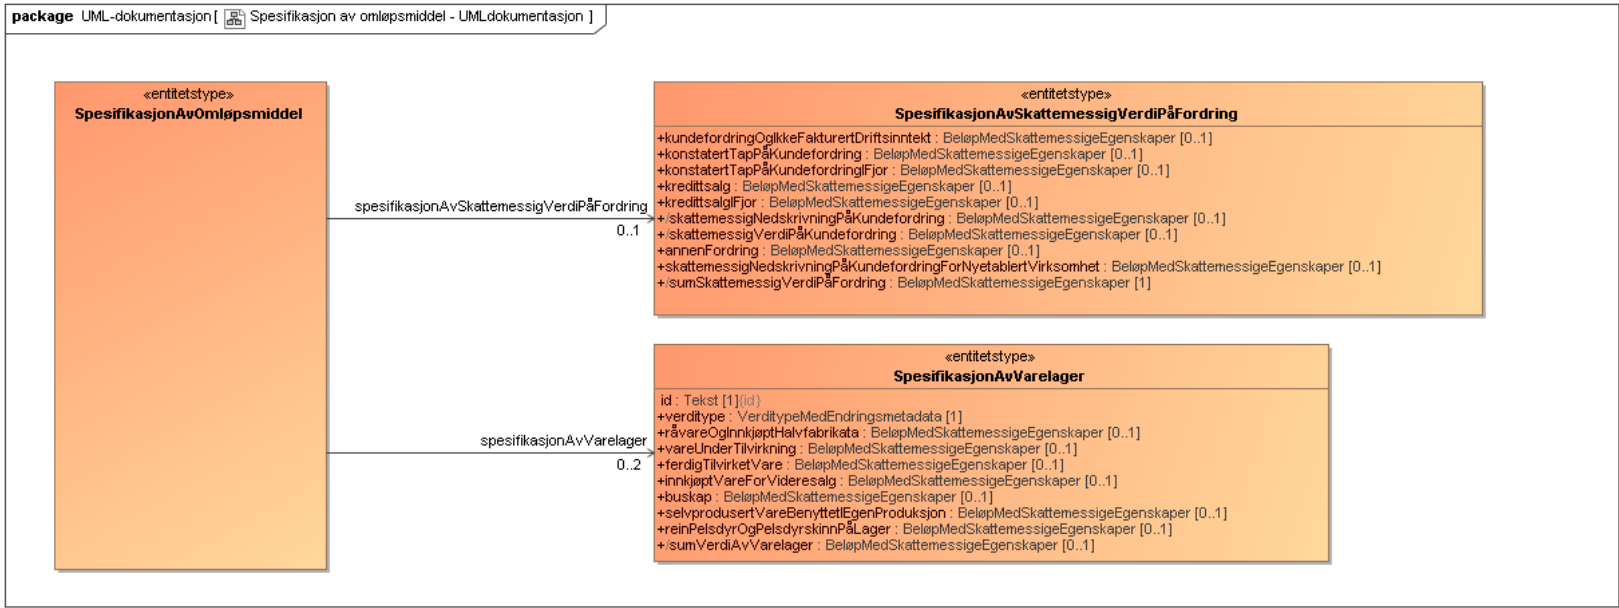 package UML-dokumentasjon [ Spesifikasjon av omløpsmiddel - UMLdokumentasjon ]
«entitetstype»
SpesifikasjonAvOmløpsmiddel
spesifikasjonAvSkattemessigVerdiPåFordring
0..1
spesifikasjonAvVarelager
0..2
«entitetstype»
SpesifikasjonAvSkattemessigVerdiPåFordring
+kundefordringOgIkkeFakturertDriftsinntekt : BeløpMedSkattemessigeEgenskaper [0..1]
+konstatertTapPåKundefordring : BeløpMedSkattemessigeEgenskaper [0..1]
+konstatertTapPåKundefordringIFjor : BeløpMedSkattemessigeEgenskaper [0..1]
+kredittsalg : BeløpMedSkattemessigeEgenskaper [0..1]
+kredittsalgIFjor : BeløpMedSkattemessigeEgenskaper [0..1]
+/skattemessigNedskrivningPåKundefordring : BeløpMedSkattemessigeEgenskaper [0..1]
+/skattemessigVerdiPåKundefordring : BeløpMedSkattemessigeEgenskaper [0..1]
+annenFordring : BeløpMedSkattemessigeEgenskaper [0..1]
+skattemessigNedskrivningPåKundefordringForNyetablertVirksomhet : BeløpMedSkattemessigeEgenskaper [0..1]
+/sumSkattemessigVerdiPåFordring : BeløpMedSkattemessigeEgenskaper [1]
«entitetstype»
SpesifikasjonAvVarelager
id : Tekst [1]{id}
+verditype : VerditypeMedEndringsmetadata [1]
+råvareOgInnkjøptHalvfabrikata : BeløpMedSkattemessigeEgenskaper [0..1]
+vareUnderTilvirkning : BeløpMedSkattemessigeEgenskaper [0..1]
+ferdigTilvirketVare : BeløpMedSkattemessigeEgenskaper [0..1]
+innkjøptVareForVideresalg : BeløpMedSkattemessigeEgenskaper [0..1]
+buskap : BeløpMedSkattemessigeEgenskaper [0..1]
+selvprodusertVareBenyttetIEgenProduksjon : BeløpMedSkattemessigeEgenskaper [0..1]
+reinPelsdyrOgPelsdyrskinnPåLager : BeløpMedSkattemessigeEgenskaper [0..1]
+/sumVerdiAvVarelager : BeløpMedSkattemessigeEgenskaper [0..1]